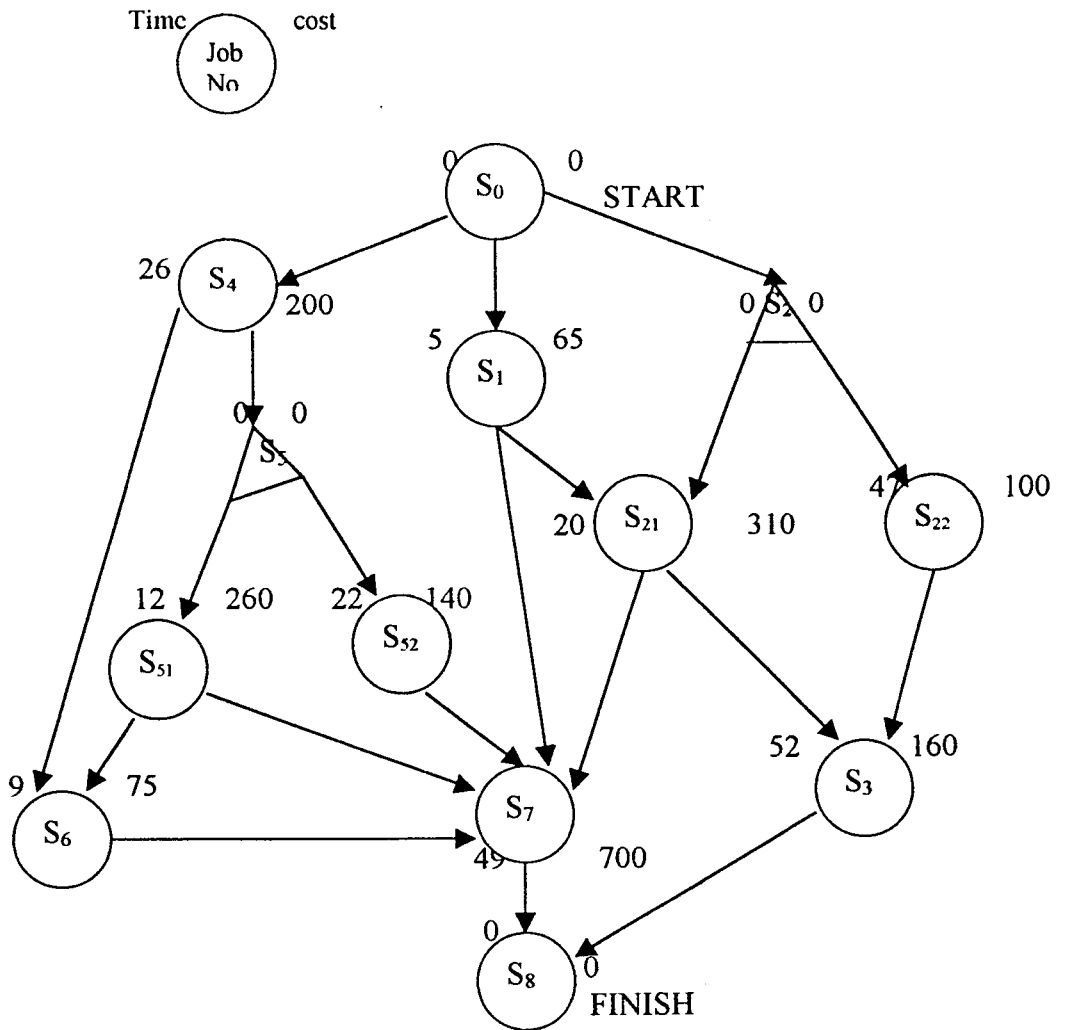 Time cost
Job
No
0 0
S0 START
26 S4 200
0 S2 0
5 65
S1
0 0
S5
47 100
20 S21 310 S22
12 260 22 140
S51 S52
52 160
9 75
S3
S7
S6
49 700
0
S8 0
FINISH